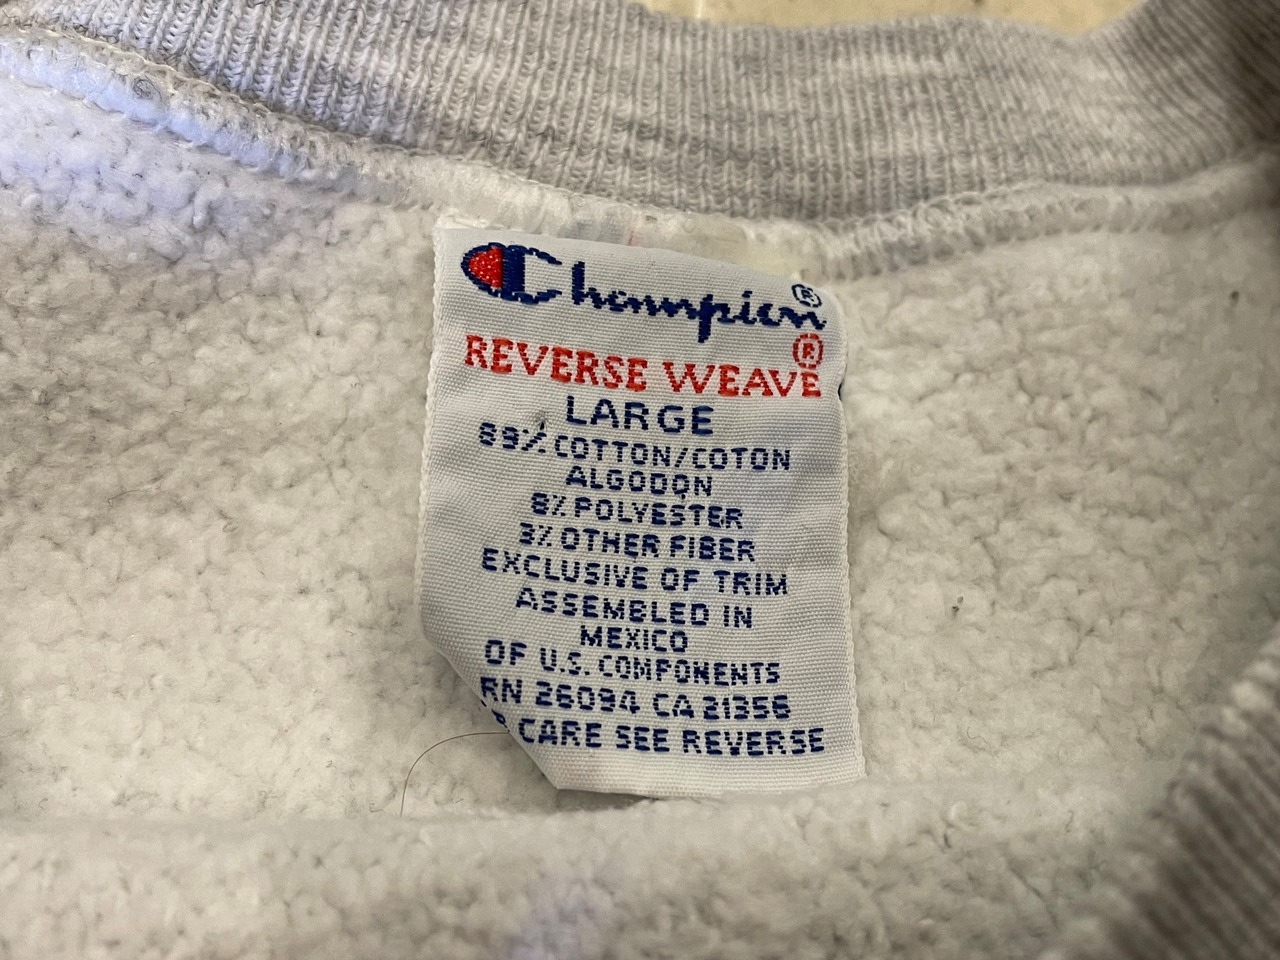 Champion®
REVERSE WEAVE®
LARGE
89% COTTON/COTON
ALGODON
8% POLYESTER
3% OTHER FIBER
EXCLUSIVE OF TRIM
ASSEMBLED IN
MEXICO
OF U.S. COMPONENTS
RN 26094 CA 21356
CARE SEE REVERSE